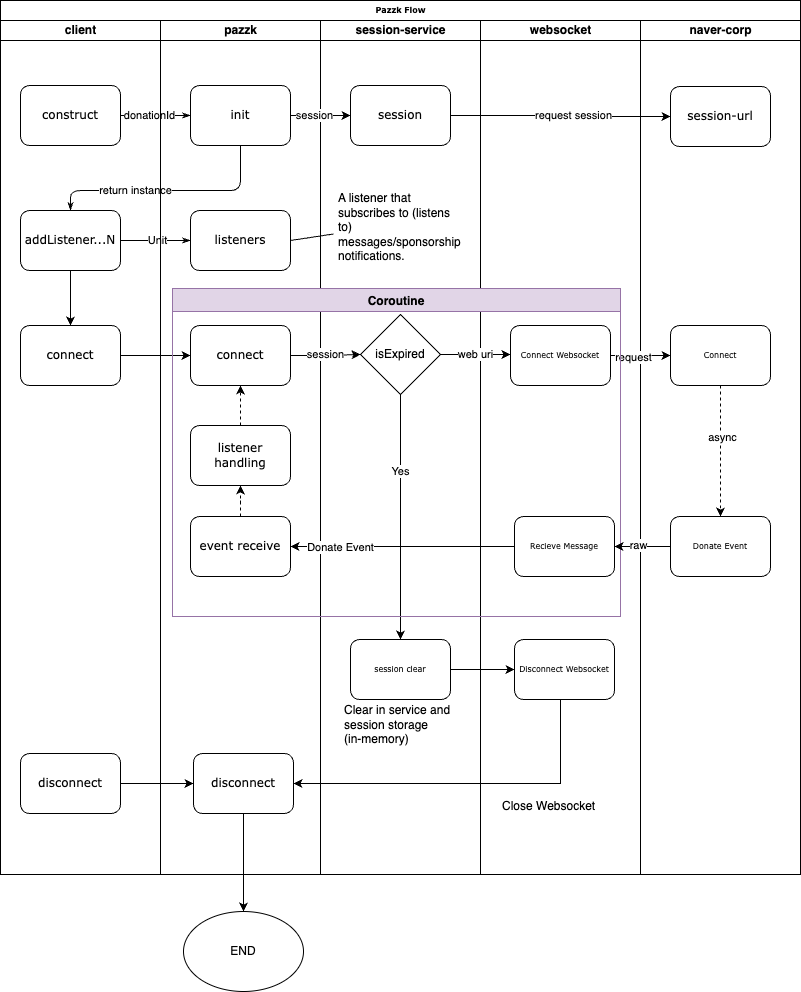 Pazzk Flow
client
pazzk
session-service
websocket
naver-corp
construct
donationId
init
session
session
request session
session-url
return instance
addListener...N
Unit
listeners
A listener that
subscribes to (listens
to)
messages/sponsorship
notifications.
Coroutine
connect
connect
session
isExpired
web uri
Connect Websocket
request
Connect
listener
handling
async
Yes
event receive
Donate Event
Recieve Message
raw
Donate Event
session clear
Disconnect Websocket
Clear in service and
session storage
(in-memory)
disconnect
disconnect
Close Websocket
END